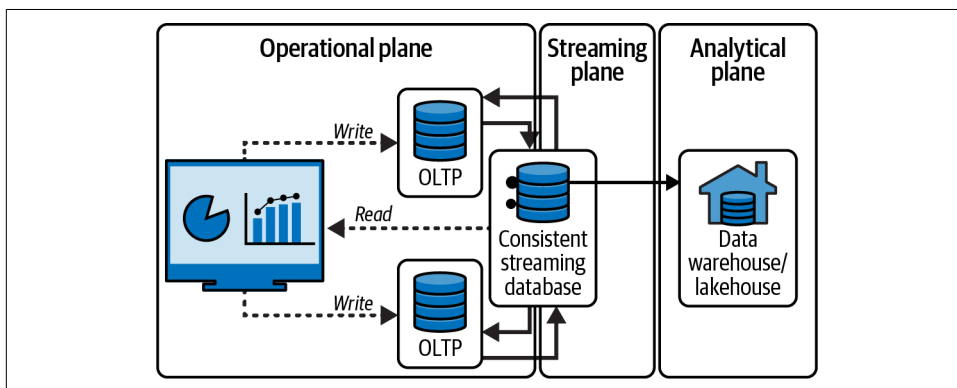 Operational plane
Streaming
plane
Analytical
plane
Write
OLTP
Read
Consistent
streaming
database
Data
warehouse/
lakehouse
Write
OLTP